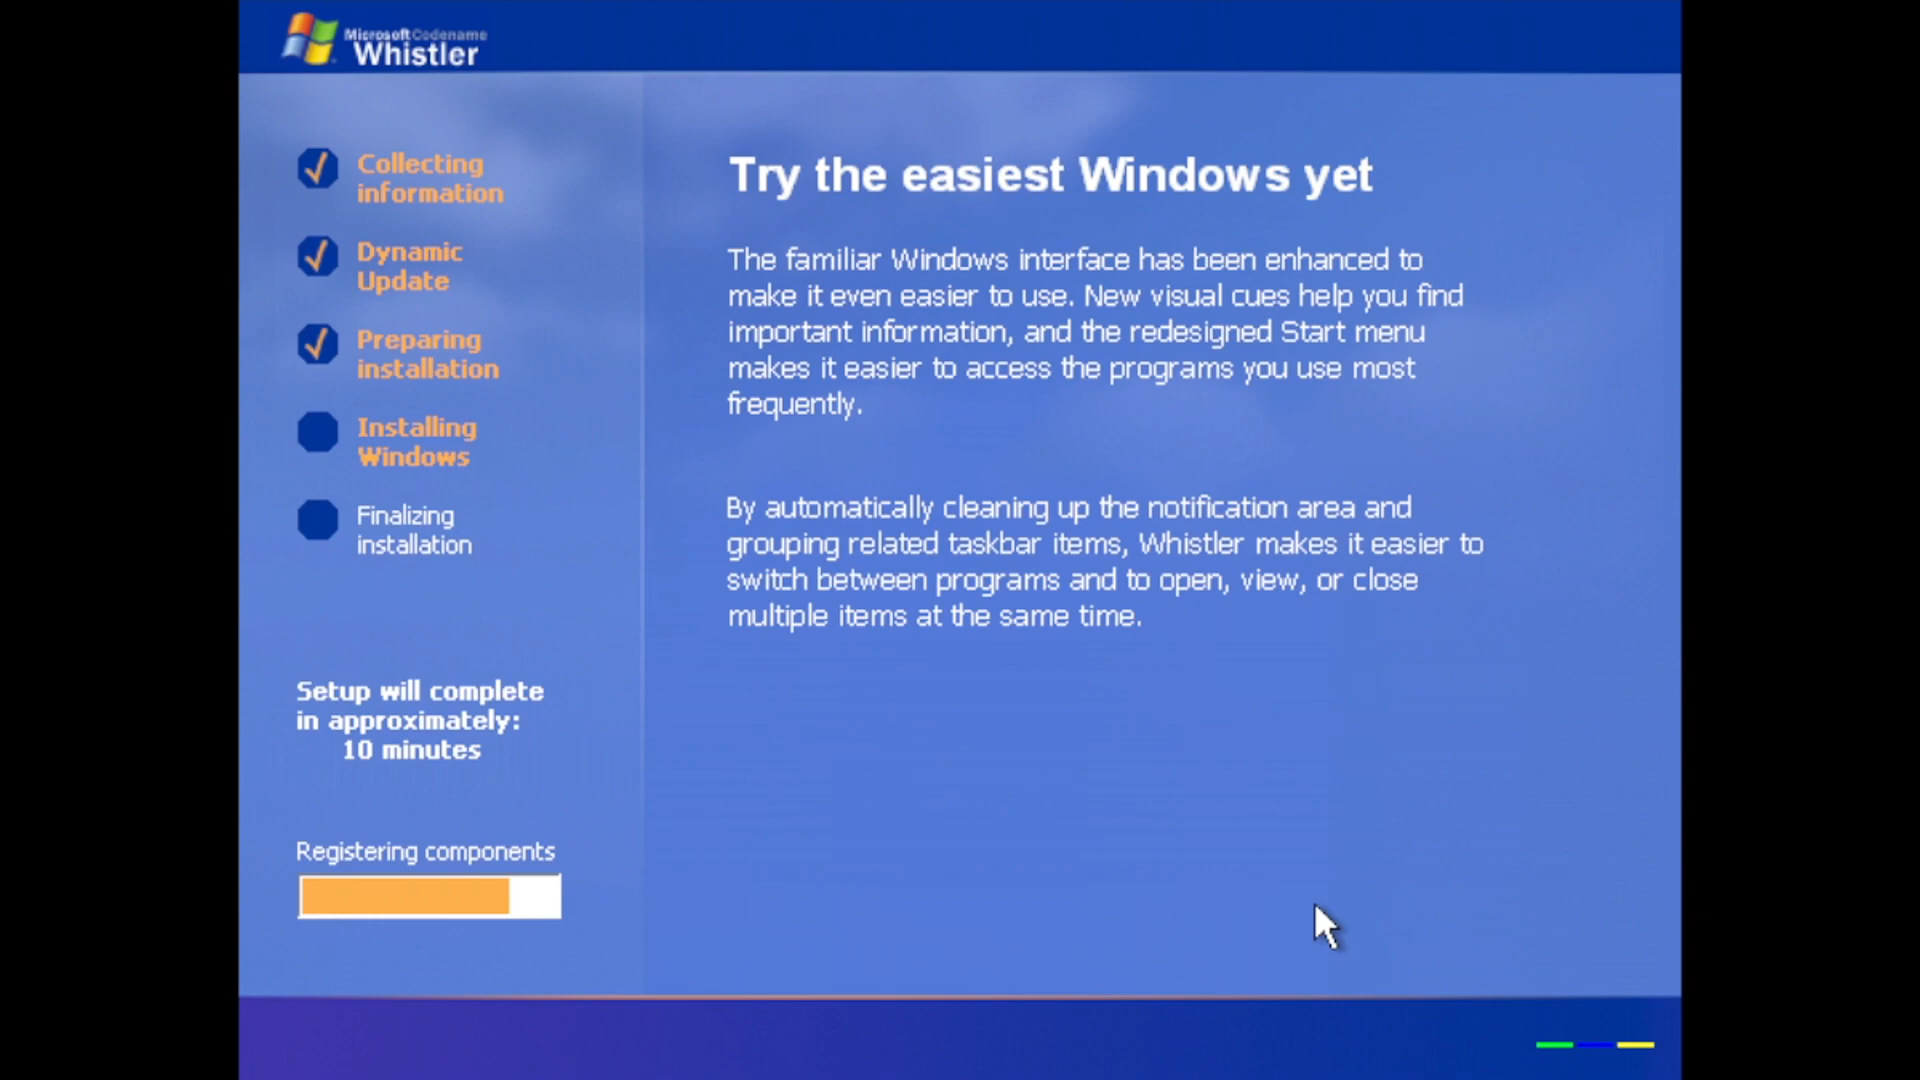 Microsoft Codename
Whistler
Collecting
information
Dynamic
Update
Preparing
installation
Installing
Windows
Finalizing
installation
Setup will complete
in approximately:
10 minutes
Registering components
Try the easiest Windows yet
The familiar Windows interface has been enhanced to
make it even easier to use. New visual cues help you find
important information, and the redesigned Start menu
makes it easier to access the programs you use most
frequently.
By automatically cleaning up the notification area and
grouping related taskbar items, Whistler makes it easier to
switch between programs and to open, view, or close
multiple items at the same time.